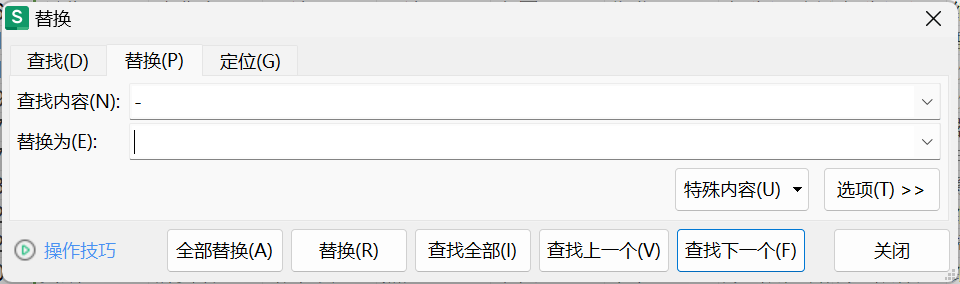 S 替换
查找(D) 替换(P) 定位(G)
查找内容(N): -
替换为(E):
特殊内容(U) 选项(T) >>
操作技巧 全部替换(A) 替换(R) 查找全部(I) 查找上一个(V) 查找下一个(F) 关闭